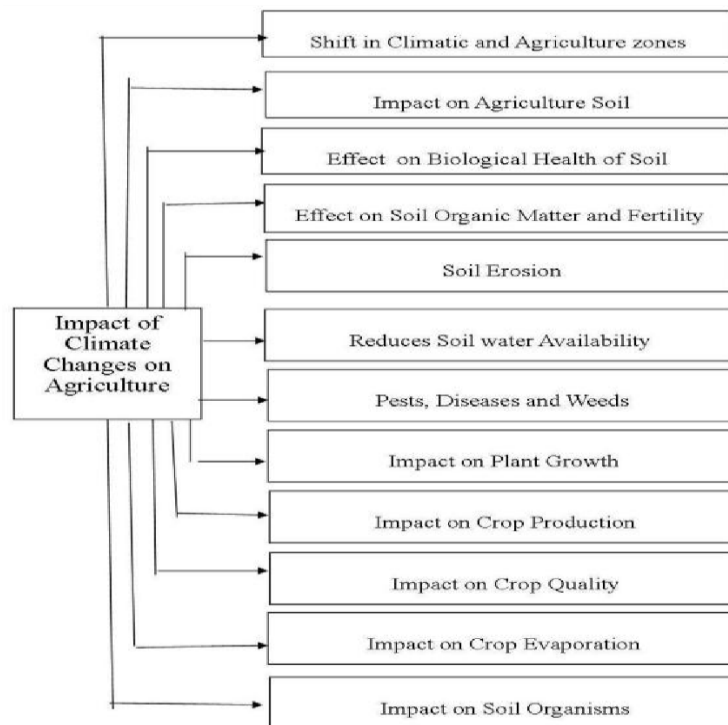 Shift in Climatic and Agriculture zones
Impact on Agriculture Soil
Effect on Biological Health of Soil
Effect on Soil Organic Matter and Fertility
Soil Erosion
Impact of
Climate
Changes on
Agriculture
Reduces Soil water Availability
Pests, Diseases and Weeds
Impact on Plant Growth
Impact on Crop Production
Impact on Crop Quality
Impact on Crop Evaporation
Impact on Soil Organisms